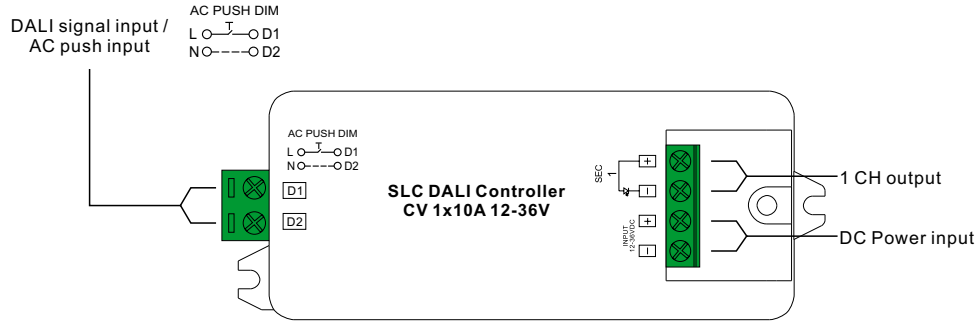 DALI signal input /
AC push input
AC PUSH DIM
L D1
N D2
AC PUSH DIM
L D1
N D2
D1
D2
SLC DALI Controller
CV 1x10A 12-36V
SEC
1
+
−
INPUT
12-36VDC
+
−
1 CH output
DC Power input